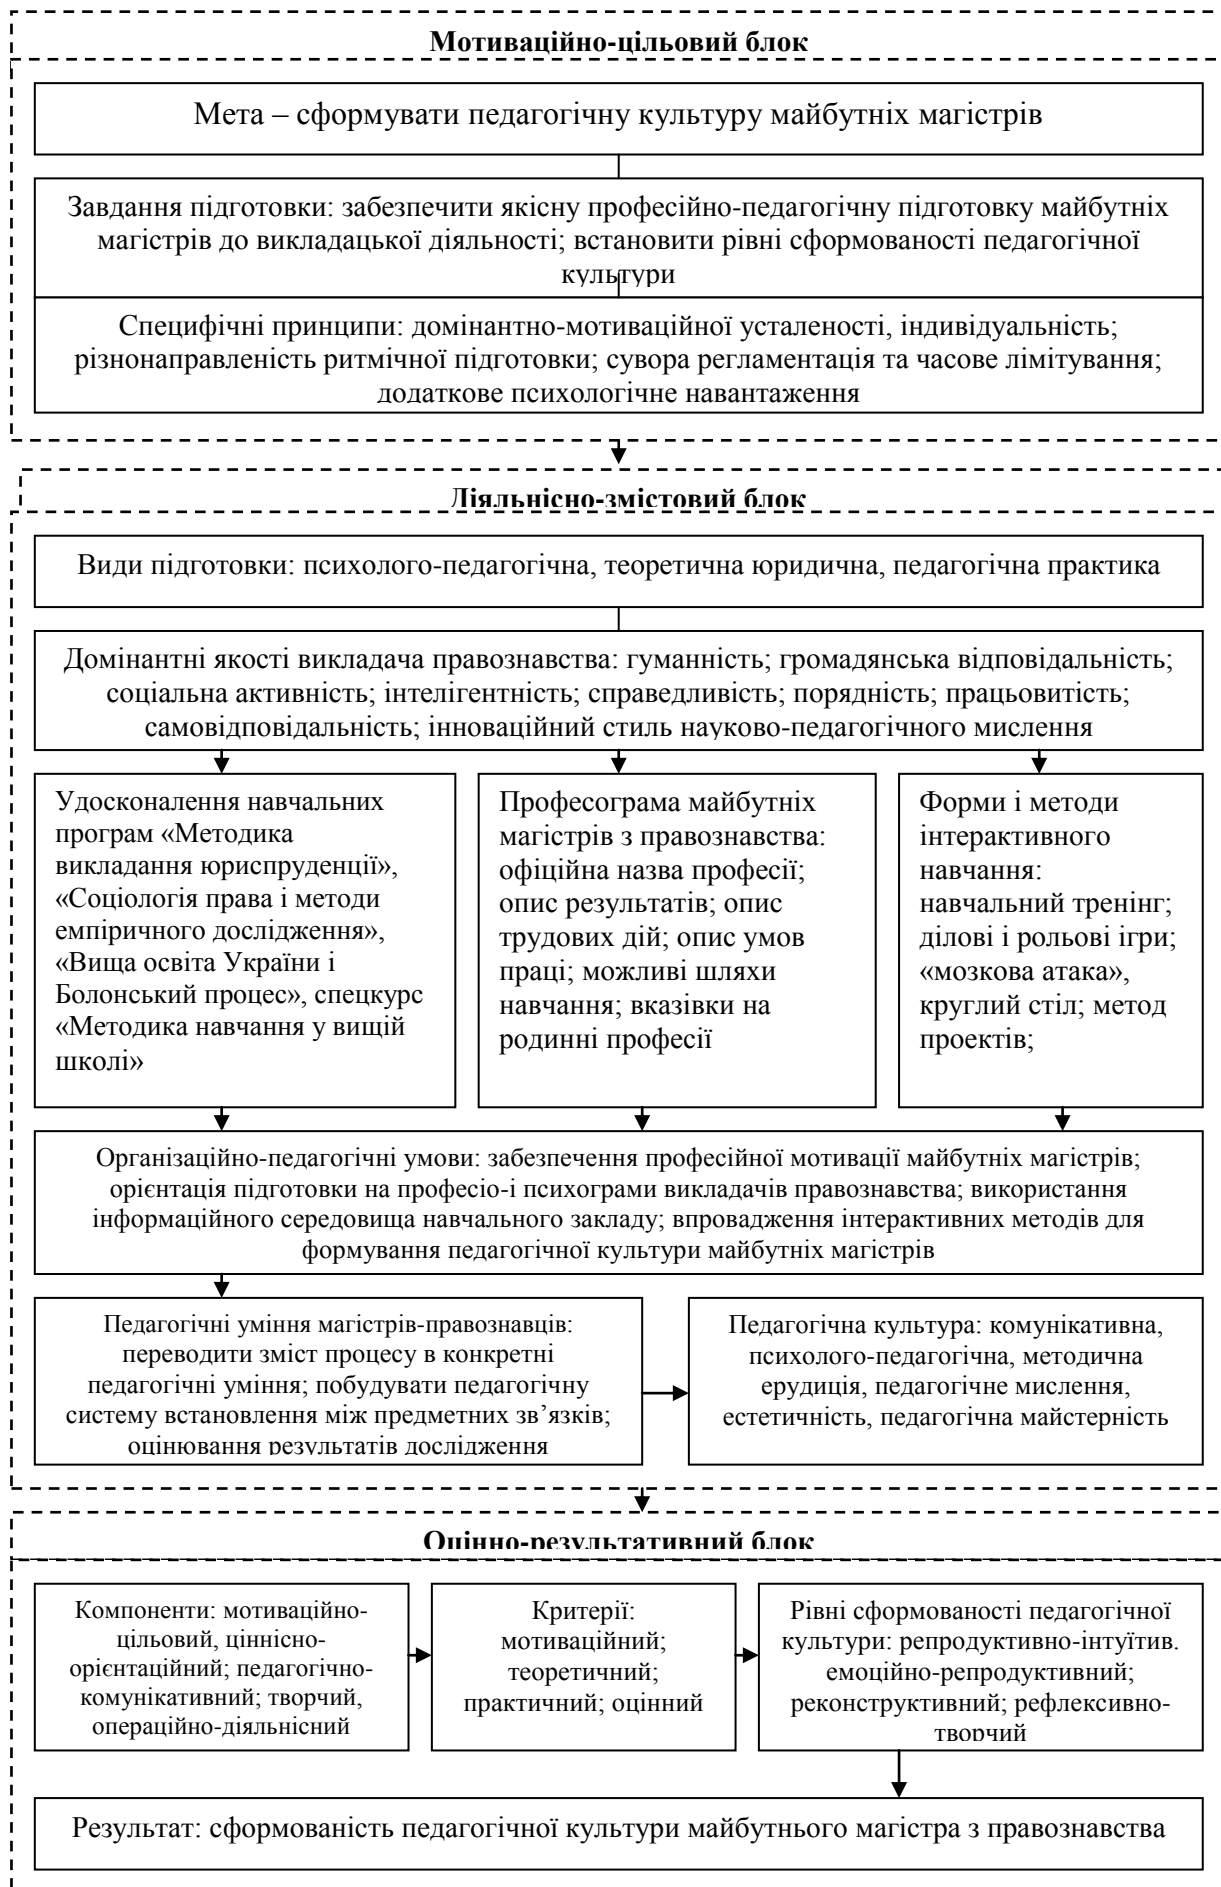 Мотиваційно-цільовий блок
Мета – сформувати педагогічну культуру майбутніх магістрів
Завдання підготовки: забезпечити якісну професійно-педагогічну підготовку майбутніх
магістрів до викладацької діяльності; встановити рівні сформованості педагогічної
культури
Специфічні принципи: домінантно-мотиваційної усталеності, індивідуальність;
різнонаправленість ритмічної підготовки; сувора регламентація та часове лімітування;
додаткове психологічне навантаження
Діяльнісно-змістовий блок
Види підготовки: психолого-педагогічна, теоретична юридична, педагогічна практика
Домінантні якості викладача правознавства: гуманність; громадянська відповідальність;
соціальна активність; інтелігентність; справедливість; порядність; працьовитість;
самовідповідальність; інноваційний стиль науково-педагогічного мислення
Удосконалення навчальних
програм «Методика
викладання юриспруденції»,
«Соціологія права і методи
емпіричного дослідження»,
«Вища освіта України і
Болонський процес», спецкурс
«Методика навчання у вищій
школі»
Професограма майбутніх
магістрів з правознавства:
офіційна назва професії;
опис результатів; опис
трудових дій; опис умов
праці; можливі шляхи
навчання; вказівки на
родинні професії
Форми і методи
інтерактивного
навчання:
навчальний тренінг;
ділові і рольові ігри;
«мозкова атака»,
круглий стіл; метод
проектів;
Організаційно-педагогічні умови: забезпечення професійної мотивації майбутніх магістрів;
орієнтація підготовки на професіо-і психограми викладачів правознавства; використання
інформаційного середовища навчального закладу; впровадження інтерактивних методів для
формування педагогічної культури майбутніх магістрів
Педагогічні уміння магістрів-правознавців:
переводити зміст процесу в конкретні
педагогічні уміння; побудувати педагогічну
систему встановлення між предметних зв’язків;
оцінювання результатів дослідження
Педагогічна культура: комунікативна,
психолого-педагогічна, методична
ерудиція, педагогічне мислення,
естетичність, педагогічна майстерність
Оцінно-результативний блок
Компоненти: мотиваційно-
цільовий, ціннісно-
орієнтаційний; педагогічно-
комунікативний; творчий,
операційно-діяльнісний
Критерії:
мотиваційний;
теоретичний;
практичний; оцінний
Рівні сформованості педагогічної
культури: репродуктивно-інтуїтив.
емоційно-репродуктивний;
реконструктивний; рефлексивно-
творчий
Результат: сформованість педагогічної культури майбутнього магістра з правознавства